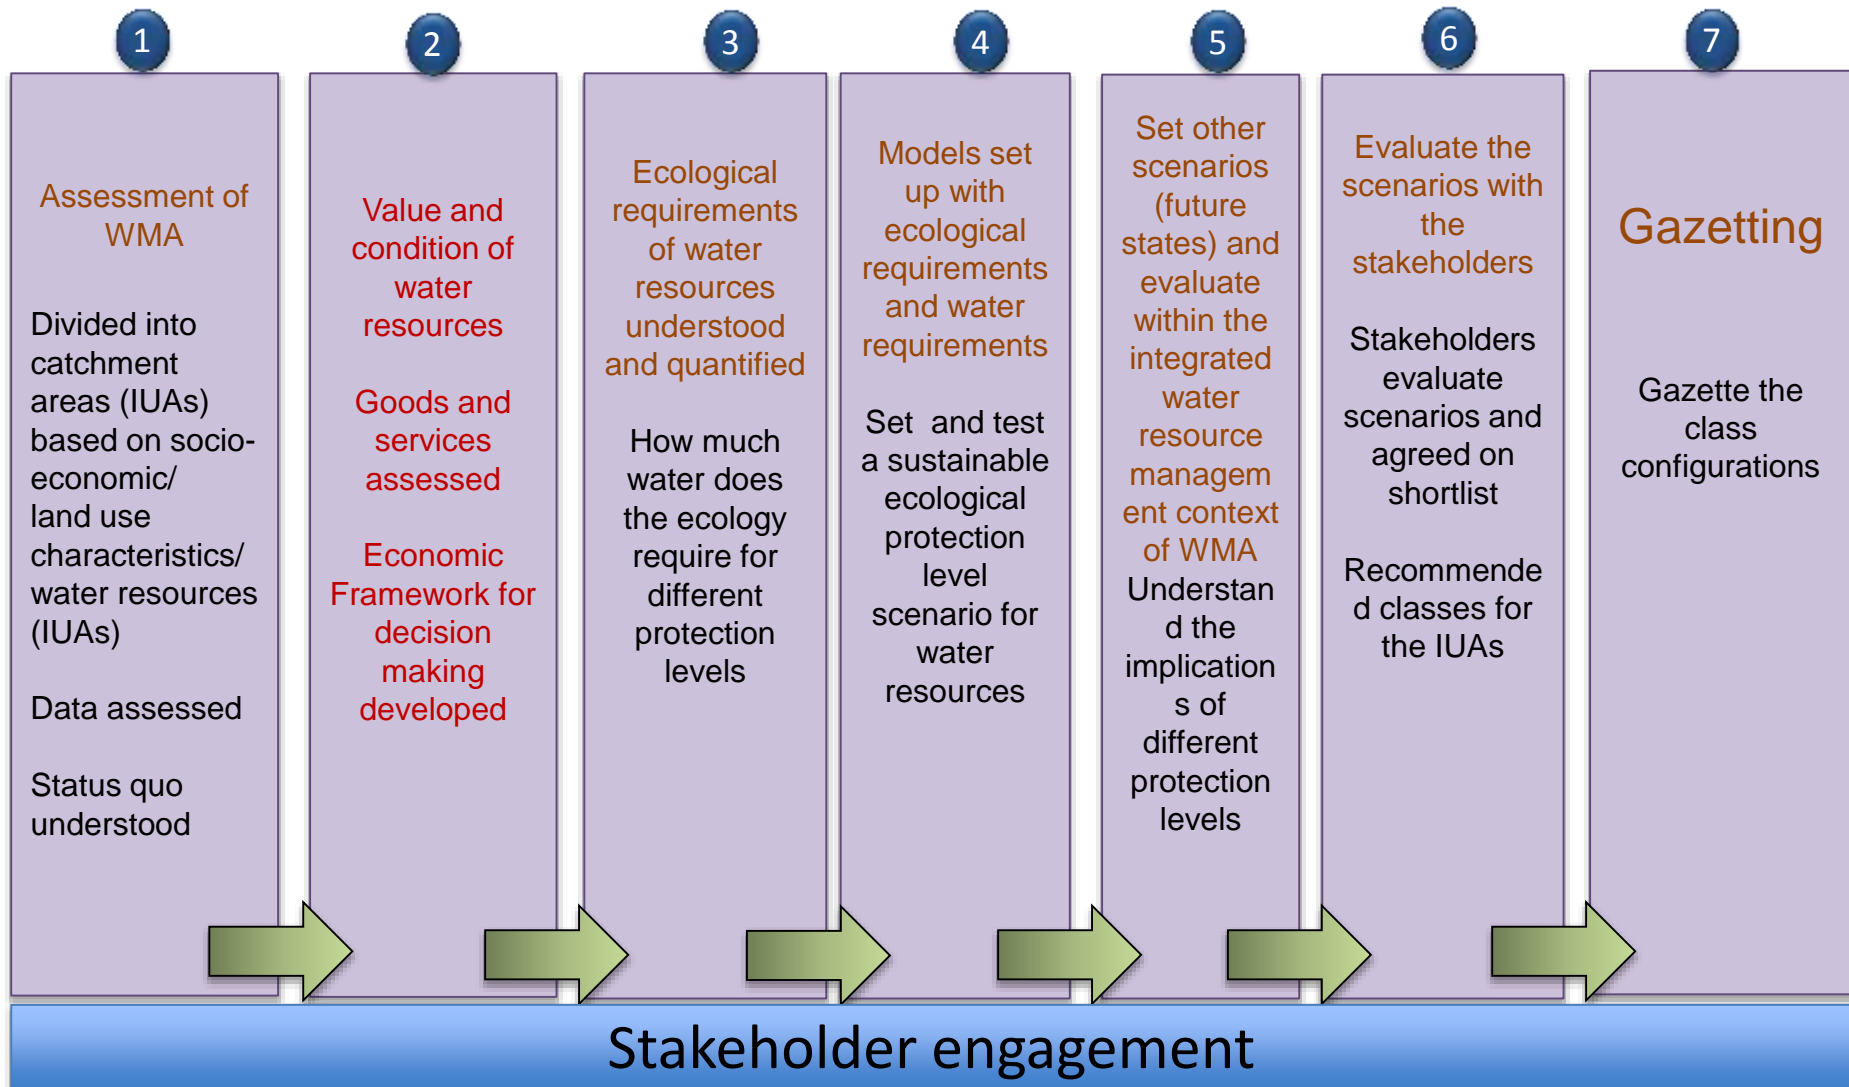 1
Assessment of
WMA
Divided into
catchment
areas (IUAs)
based on socio-
economic/
land use
characteristics/
water resources
(IUAs)
Data assessed
Status quo
understood
2
Value and
condition of
water
resources
Goods and
services
assessed
Economic
Framework for
decision
making
developed
3
Ecological
requirements
of water
resources
understood
and quantified
How much
water does
the ecology
require for
different
protection
levels
4
Models set
up with
ecological
requirements
and water
requirements
Set and test
a sustainable
ecological
protection
level
scenario for
water
resources
5
Set other
scenarios
(future
states) and
evaluate
within the
integrated
water
resource
managem
ent context
of WMA
Understan
d the
implication
s of
different
protection
levels
6
Evaluate the
scenarios with
the
stakeholders
Stakeholders
evaluate
scenarios and
agreed on
shortlist
Recommende
d classes for
the IUAs
7
Gazetting
Gazette the
class
configurations
Stakeholder engagement